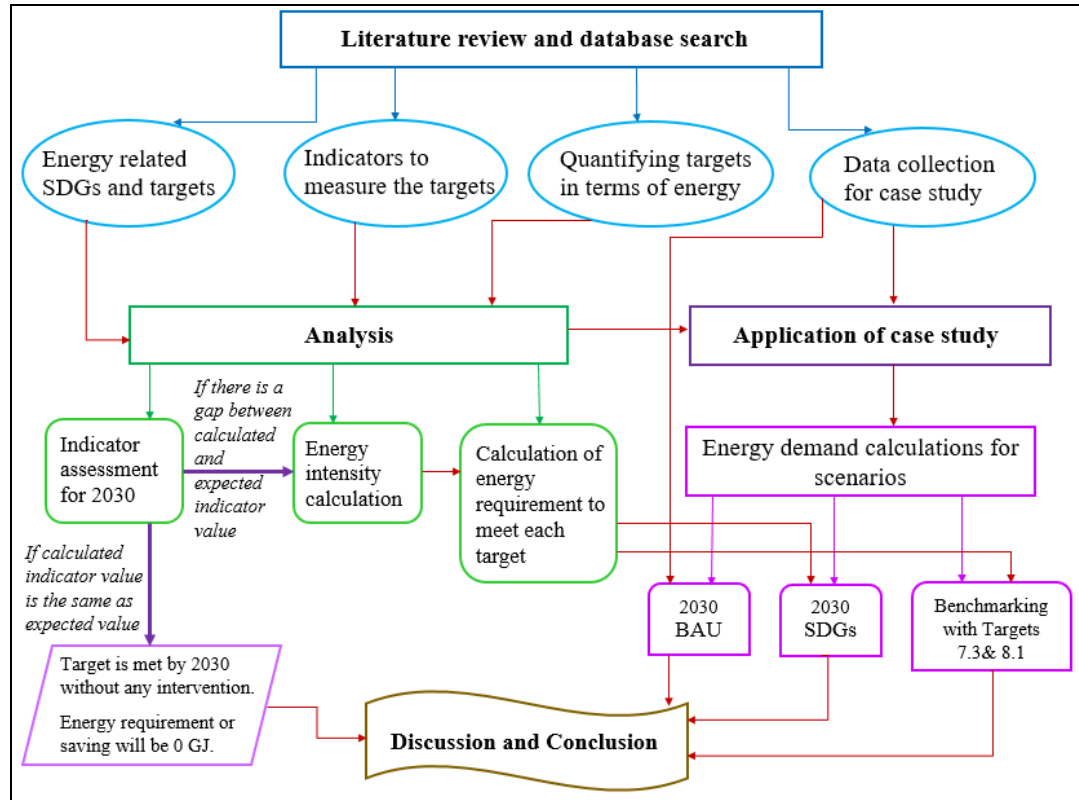 Literature review and database search
Energy related
SDGs and targets
Indicators to
measure the targets
Quantifying targets
in terms of energy
Data collection
for case study
Analysis
Application of case study
Indicator
assessment
for 2030
If there is a
gap between
calculated
and
expected
indicator
value
Energy
intensity
calculation
Calculation of
energy
requirement to
meet each
target
Energy demand calculations for
scenarios
If calculated
indicator value
is the same as
expected value
2030
BAU
2030
SDGs
Benchmarking
with Targets
7.3& 8.1
Target is met by 2030
without any intervention.
Energy requirement or
saving will be 0 GJ.
Discussion and Conclusion